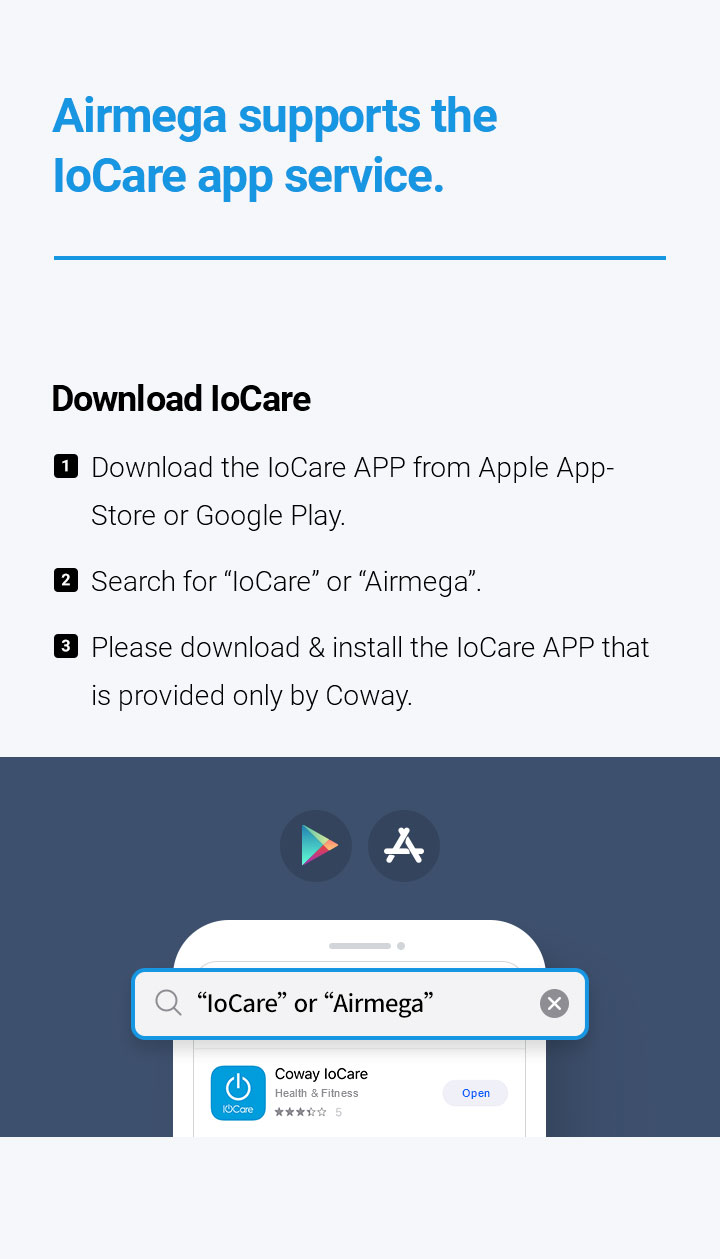 Airmega supports the
IoCare app service.
Download IoCare
1 Download the IoCare APP from Apple App-
Store or Google Play.
2 Search for “IoCare” or “Airmega”.
3 Please download & install the IoCare APP that
is provided only by Coway.
“IoCare” or “Airmega”
Coway IoCare
Health & Fitness
Open
5
IOCare